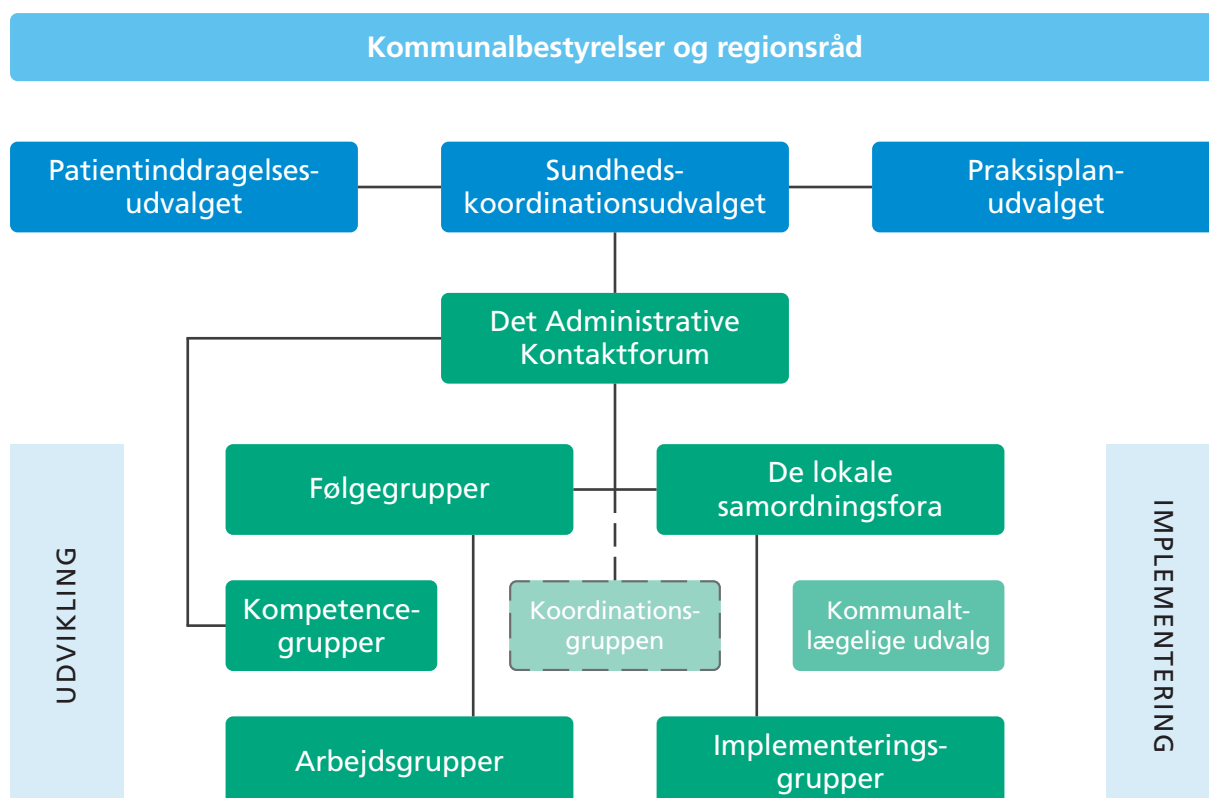 Kommunalbestyrelser og regionsråd
Patientinddragelses-
udvalget
Sundheds-
koordinationsudvalget
Praksisplan-
udvalget
Det Administrative
Kontaktforum
Følgegrupper
De lokale
samordningsfora
UDVIKLING
IMPLEMENTERING
Kompetence-
grupper
Koordinations-
gruppen
Kommunalt-
lægelige udvalg
Arbejdsgrupper
Implementerings-
grupper